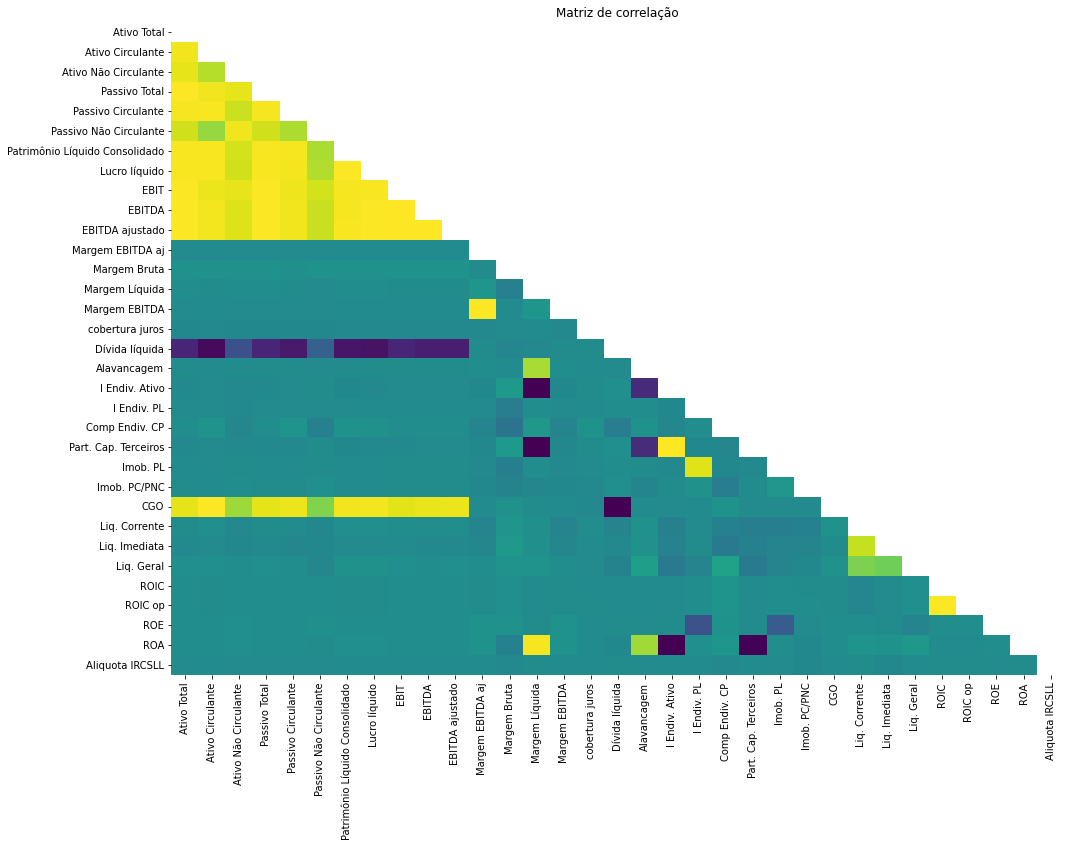 Matriz de correlação
Ativo Total
Ativo Circulante
Ativo Não Circulante
Passivo Total
Passivo Circulante
Passivo Não Circulante
Patrimônio Líquido Consolidado
Lucro líquido
EBIT
EBITDA
EBITDA ajustado
Margem EBITDA aj
Margem Bruta
Margem Líquida
Margem EBITDA
cobertura juros
Dívida líquida
Alavancagem
I Endiv. Ativo
I Endiv. PL
Comp Endiv. CP
Part. Cap. Terceiros
Imob. PL
Imob. PC/PNC
CGO
Liq. Corrente
Liq. Imediata
Liq. Geral
ROIC
ROIC op
ROE
ROA
Aliquota IRCSLL
Ativo Total
Ativo Circulante
Ativo Não Circulante
Passivo Total
Passivo Circulante
Passivo Não Circulante
Patrimônio Líquido Consolidado
Lucro líquido
EBIT
EBITDA
EBITDA ajustado
Margem EBITDA aj
Margem Bruta
Margem Líquida
Margem EBITDA
cobertura juros
Dívida líquida
Alavancagem
I Endiv. Ativo
I Endiv. PL
Comp Endiv. CP
Part. Cap. Terceiros
Imob. PL
Imob. PC/PNC
CGO
Liq. Corrente
Liq. Imediata
Liq. Geral
ROIC
ROIC op
ROE
ROA
Aliquota IRCSLL